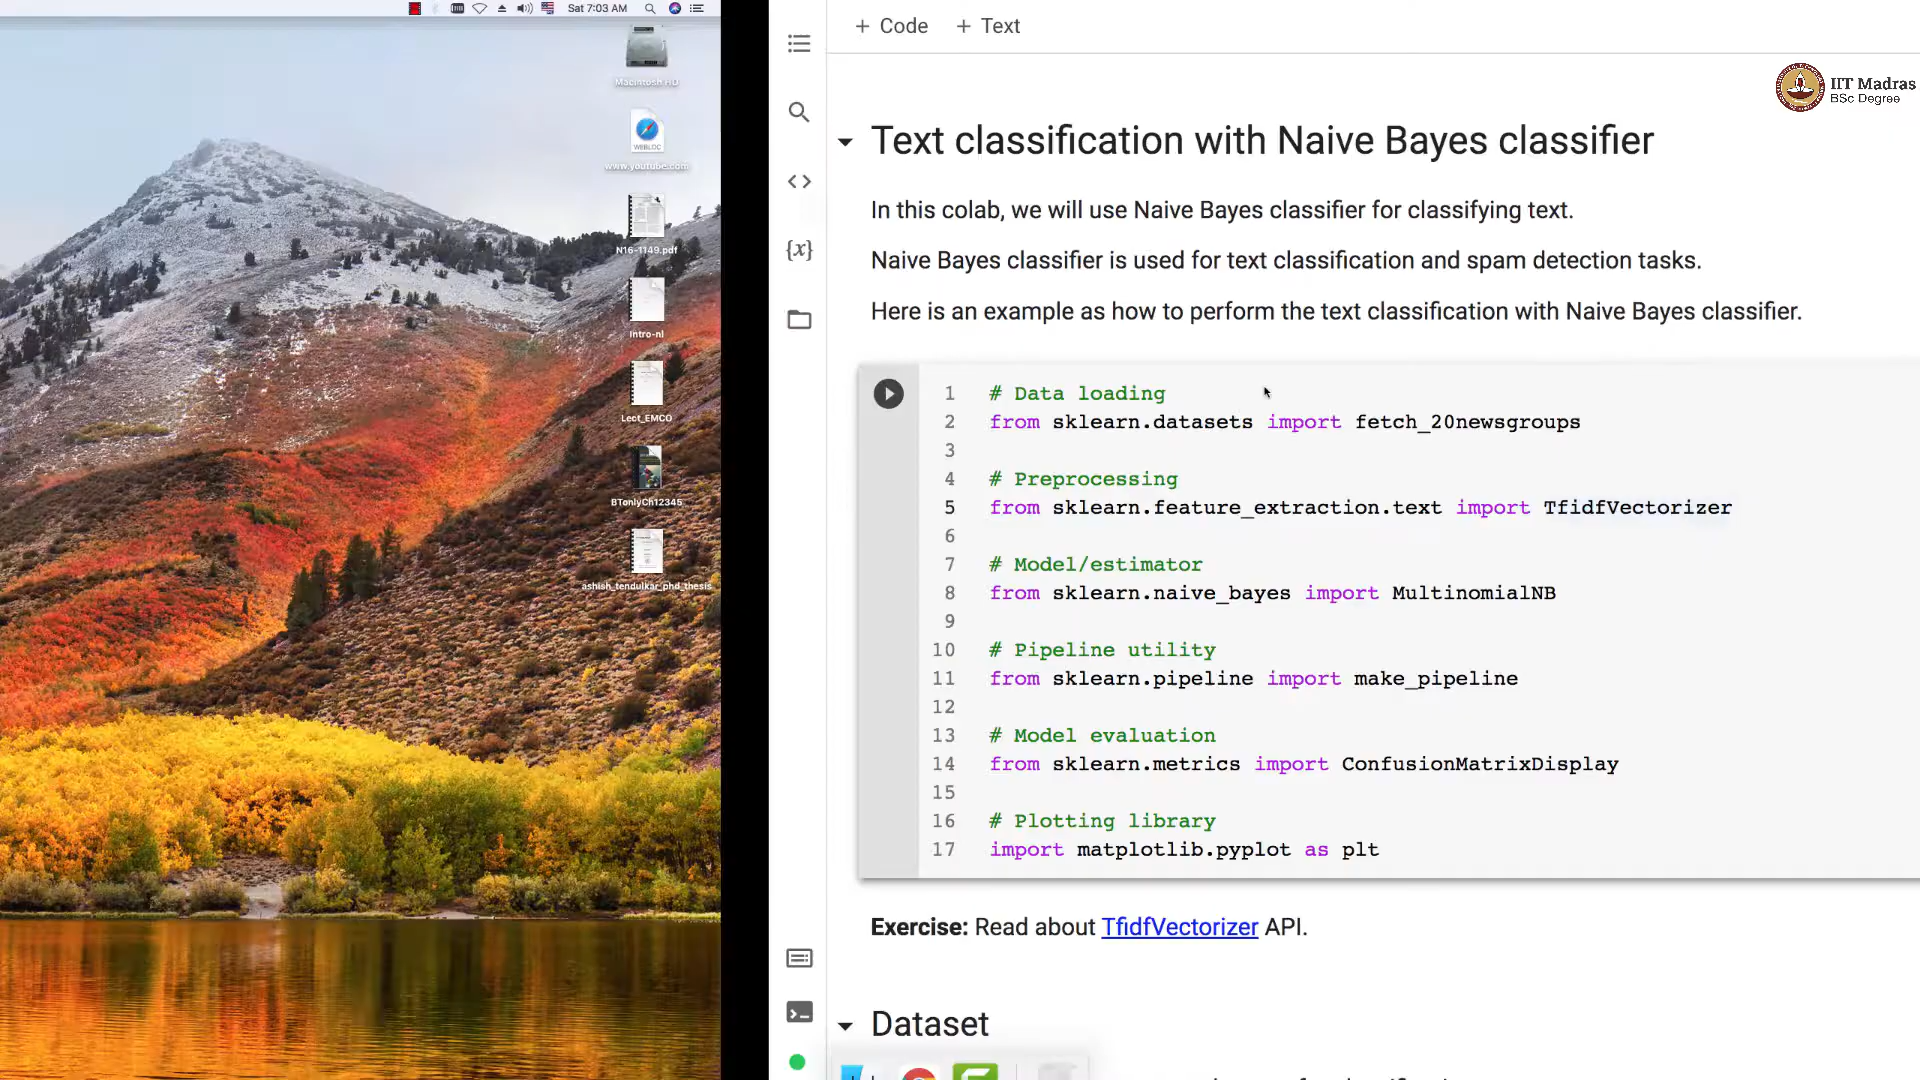 Sat 7:03 AM
Macintosh HD
WEBLOC
www.youtube.com
N16-1149.pdf
Intro-nl
Lect_EMCO
BTonlyCh12345
ashish_tendulkar_phd_thesis
+ Code + Text
IIT Madras
BSc Degree
Text classification with Naive Bayes classifier
In this colab, we will use Naive Bayes classifier for classifying text.
Naive Bayes classifier is used for text classification and spam detection tasks.
Here is an example as how to perform the text classification with Naive Bayes classifier.
1 # Data loading
2 from sklearn.datasets import fetch_20newsgroups
3
4 # Preprocessing
5 from sklearn.feature_extraction.text import TfidfVectorizer
6
7 # Model/estimator
8 from sklearn.naive_bayes import MultinomialNB
9
10 # Pipeline utility
11 from sklearn.pipeline import make_pipeline
12
13 # Model evaluation
14 from sklearn.metrics import ConfusionMatrixDisplay
15
16 # Plotting library
17 import matplotlib.pyplot as plt
Exercise: Read about TfidfVectorizer API.
Dataset